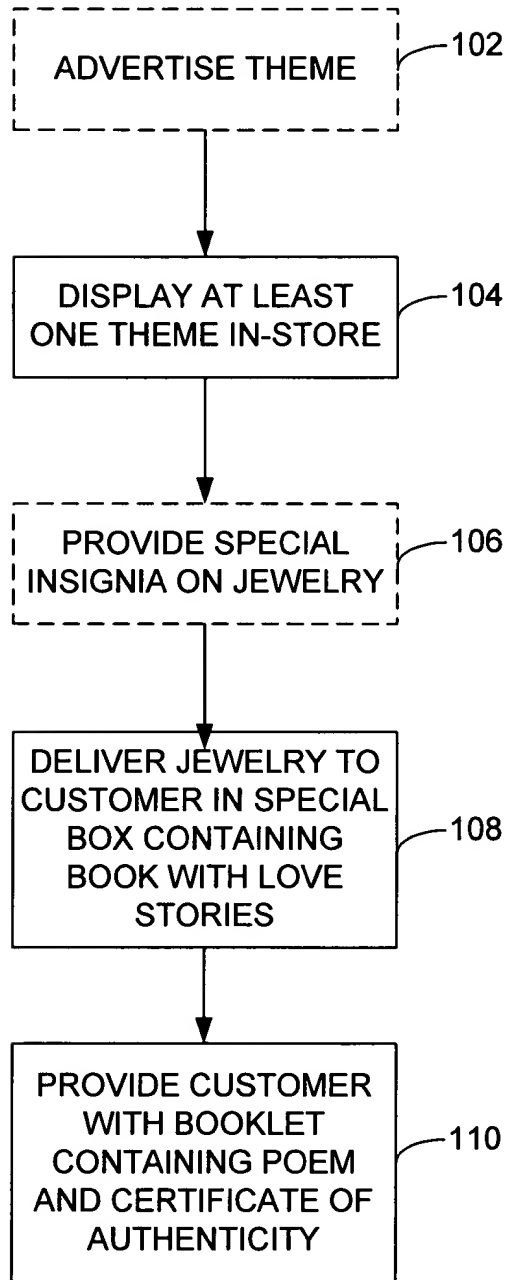 ADVERTISE THEME
102
DISPLAY AT LEAST
ONE THEME IN-STORE
104
PROVIDE SPECIAL
INSIGNIA ON JEWELRY
106
DELIVER JEWELRY TO
CUSTOMER IN SPECIAL
BOX CONTAINING
BOOK WITH LOVE
STORIES
108
PROVIDE CUSTOMER
WITH BOOKLET
CONTAINING POEM
AND CERTIFICATE OF
AUTHENTICITY
110